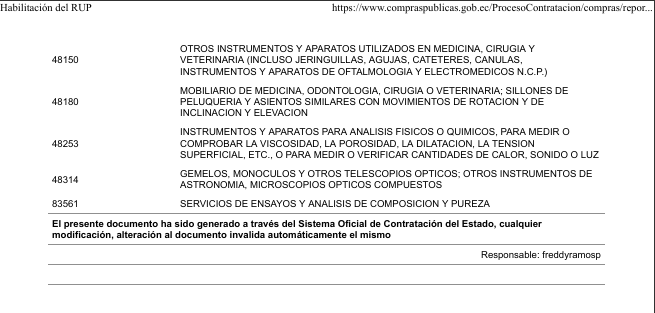 Habilitación del RUP https://www.compraspublicas.gob.ec/ProcesoContratacion/compras/repor...
OTROS INSTRUMENTOS Y APARATOS UTILIZADOS EN MEDICINA, CIRUGIA Y
48150 VETERINARIA (INCLUSO JERINGUILLAS, AGUJAS, CATETERES, CANULAS,
INSTRUMENTOS Y APARATOS DE OFTALMOLOGIA Y ELECTROMEDICOS N.C.P.)
MOBILIARIO DE MEDICINA, ODONTOLOGIA, CIRUGIA O VETERINARIA; SILLONES DE
48180 PELUQUERIA Y ASIENTOS SIMILARES CON MOVIMIENTOS DE ROTACION Y DE
INCLINACION Y ELEVACION
INSTRUMENTOS Y APARATOS PARA ANALISIS FISICOS O QUIMICOS, PARA MEDIR O
48253 COMPROBAR LA VISCOSIDAD, LA POROSIDAD, LA DILATACION, LA TENSION
SUPERFICIAL, ETC., O PARA MEDIR O VERIFICAR CANTIDADES DE CALOR, SONIDO O LUZ
48314 GEMELOS, MONOCULOS Y OTROS TELESCOPIOS OPTICOS; OTROS INSTRUMENTOS DE
ASTRONOMIA, MICROSCOPIOS OPTICOS COMPUESTOS
83561 SERVICIOS DE ENSAYOS Y ANALISIS DE COMPOSICION Y PUREZA
El presente documento ha sido generado a través del Sistema Oficial de Contratación del Estado, cualquier
modificación, alteración al documento invalida automáticamente el mismo
Responsable: freddyramosp